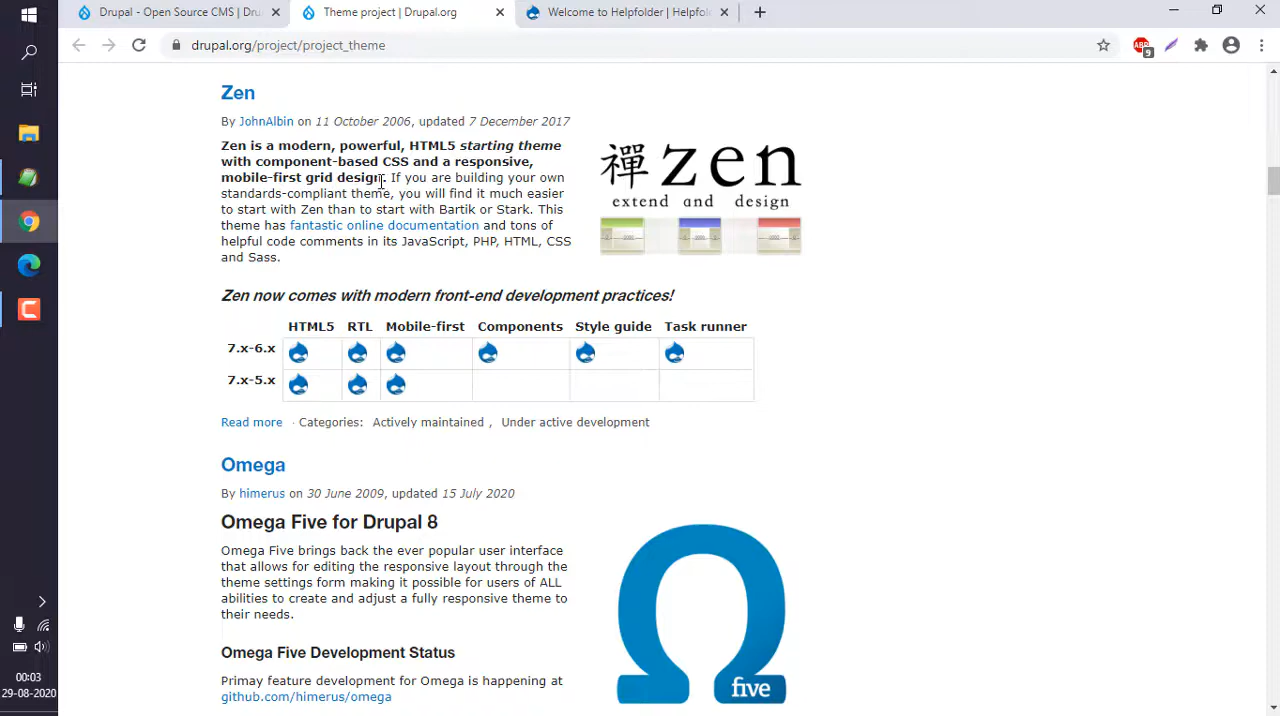 Drupal - Open Source CMS | Dru
Theme project | Drupal.org
Welcome to Helpfolder | Helpfol
drupal.org/project/project_theme
9
Zen
By JohnAlbin on 11 October 2006, updated 7 December 2017
Zen is a modern, powerful, HTML5 starting theme
with component-based CSS and a responsive,
mobile-first grid design. If you are building your own
standards-compliant theme, you will find it much easier
to start with Zen than to start with Bartik or Stark. This
theme has fantastic online documentation and tons of
helpful code comments in its JavaScript, PHP, HTML, CSS
and Sass.
禪 zen
extend and design
Zen now comes with modern front-end development practices!
HTML5 RTL Mobile-first Components Style guide Task runner
7.x-6.x
7.x-5.x
Read more · Categories: Actively maintained , Under active development
Omega
By himerus on 30 June 2009, updated 15 July 2020
Omega Five for Drupal 8
Omega Five brings back the ever popular user interface
that allows for editing the responsive layout through the
theme settings form making it possible for users of ALL
abilities to create and adjust a fully responsive theme to
their needs.
Ω
five
Omega Five Development Status
Primay feature development for Omega is happening at
github.com/himerus/omega
00:03
29-08-2020